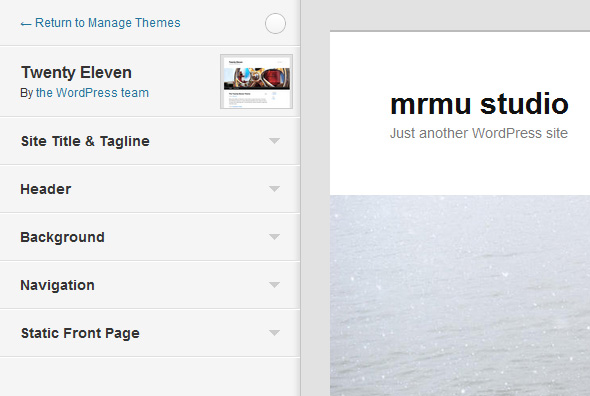 ← Return to Manage Themes
Twenty Eleven
By the WordPress team
Site Title & Tagline
Header
Background
Navigation
Static Front Page
mrmu studio
Just another WordPress site